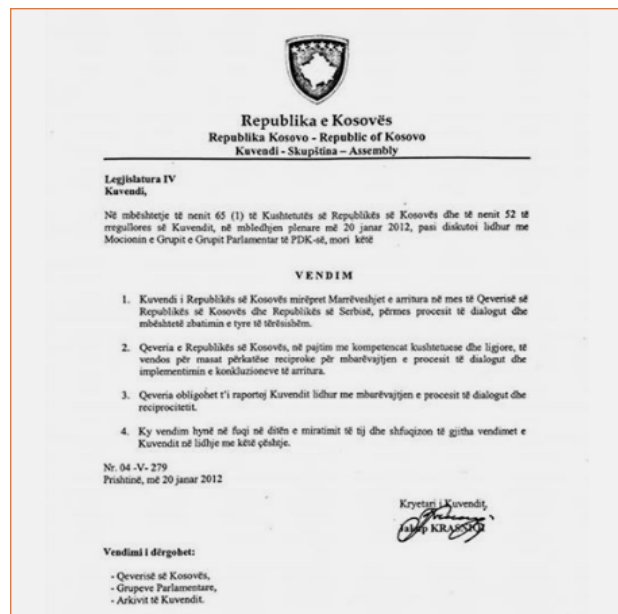 Republika e Kosovës
Republika Kosovo - Republic of Kosovo
Kuvendi - Skupština – Assembly
Legjislatura IV
Kuvendi,
Në mbështetje të nenit 65 (1) të Kushtetutës së Republikës së Kosovës dhe të nenit 52 të
rregullores së Kuvendit, në mbledhjen plenare më 20 janar 2012, pasi diskutoi lidhur me
Mocionin e Grupit e Grupit Parlamentar të PDK-së, mori këtë
VENDIM
1. Kuvendi i Republikës së Kosovës mirëpret Marrëveshjet e arritura në mes të Qeverisë së
Republikës së Kosovës dhe Republikës së Serbisë, përmes procesit të dialogut dhe
mbështetë zbatimin e tyre të tërësishëm.
2. Qeveria e Republikës së Kosovës, në pajtim me kompetencat kushtetuese dhe ligjore, të
vendos për masat përkatëse reciproke për mbarëvajtjen e procesit të dialogut dhe
implementimin e konkluzioneve të arritura.
3. Qeveria obligohet t'i raportoj Kuvendit lidhur me mbarëvajtjen e procesit të dialogut dhe
reciprocitetit.
4. Ky vendim hynë në fuqi në ditën e miratimit të tij dhe shfuqizon të gjitha vendimet e
Kuvendit në lidhje me këtë çështje.
Nr. 04 -V- 279
Prishtinë, më 20 janar 2012
Kryetari i Kuvendit,
Jakup KRASNIQI
Vendimi i dërgohet:
- Qeverisë së Kosovës,
- Grupeve Parlamentare,
- Arkivit të Kuvendit.